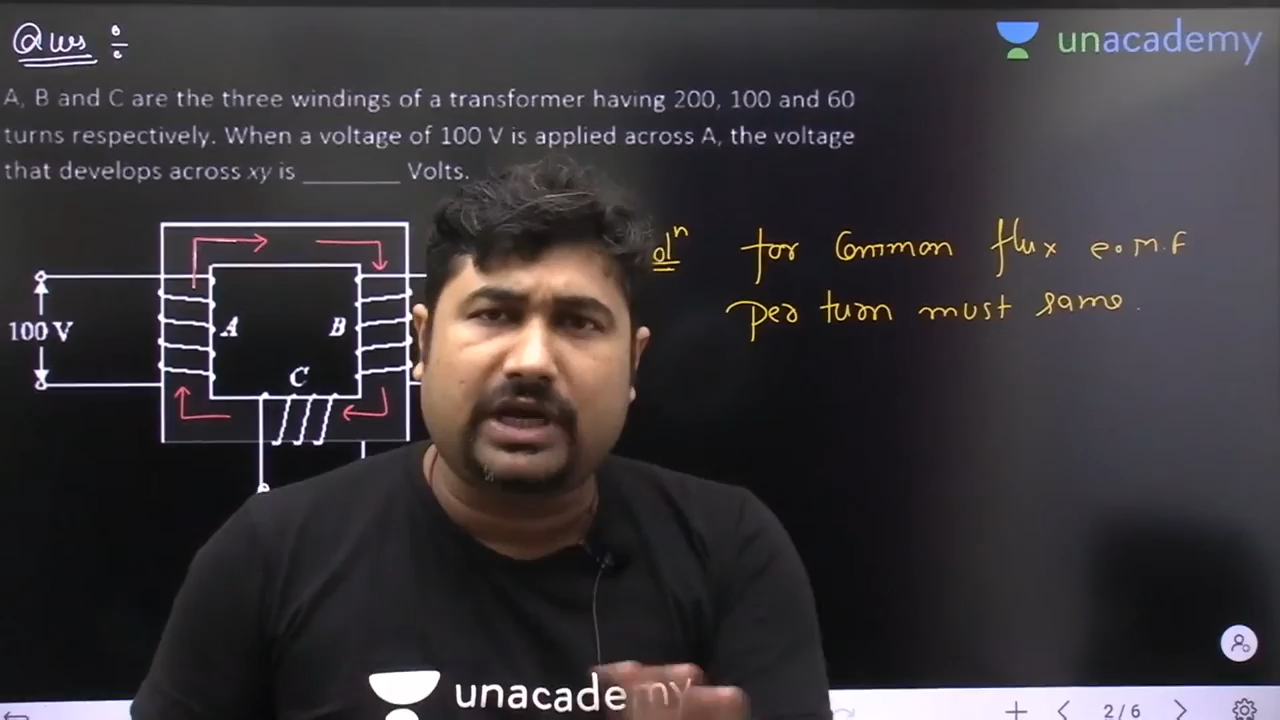 Ques :
unacademy
A, B and C are the three windings of a transformer having 200, 100 and 60
turns respectively. When a voltage of 100 V is applied across A, the voltage
that develops across xy is ________ Volts.
olⁿ for Common flux e.m.f
per turn must same.
100 V
A
B
C
unacademy
2/6